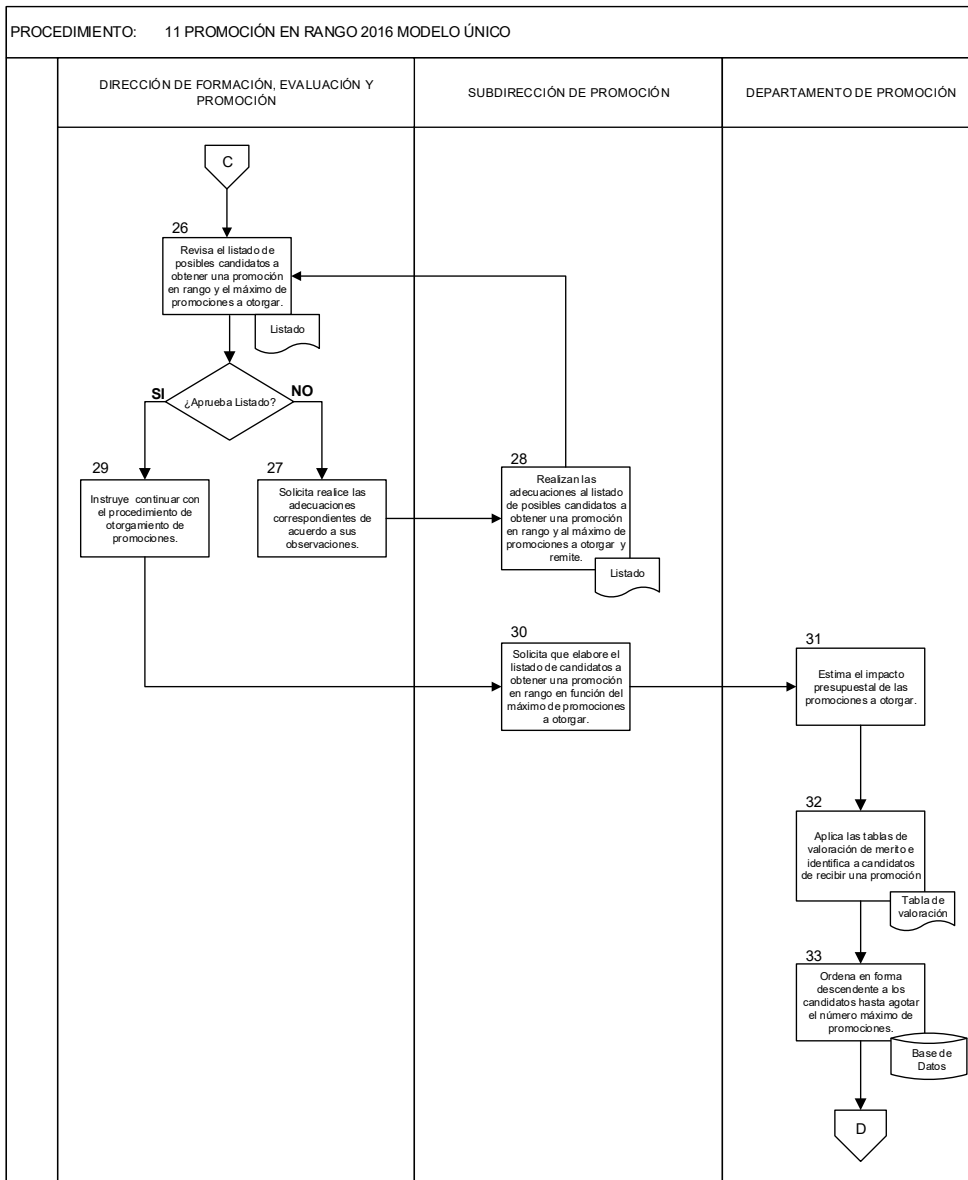 PROCEDIMIENTO: 11 PROMOCIÓN EN RANGO 2016 MODELO ÚNICO
DIRECCIÓN DE FORMACIÓN, EVALUACIÓN Y
PROMOCIÓN
SUBDIRECCIÓN DE PROMOCIÓN
DEPARTAMENTO DE PROMOCIÓN
C
26
Revisa el listado de
posibles candidatos a
obtener una promoción
en rango y el máximo de
promociones a otorgar.
Listado
¿Aprueba Listado?
SI
NO
29
Instruye continuar con
el procedimiento de
otorgamiento de
promociones.
27
Solicita realice las
adecuaciones
correspondientes de
acuerdo a sus
observaciones.
28
Realizan las
adecuaciones al listado
de posibles candidatos a
obtener una promoción
en rango y al máximo de
promociones a otorgar y
remite.
Listado
30
Solicita que elabore el
listado de candidatos a
obtener una promoción
en rango en función del
máximo de promociones
a otorgar.
31
Estima el impacto
presupuestal de las
promociones a otorgar.
32
Aplica las tablas de
valoración de merito e
identifica a candidatos
de recibir una promoción
Tabla de
valoración
33
Ordena en forma
descendente a los
candidatos hasta agotar
el número máximo de
promociones.
Base de
Datos
D